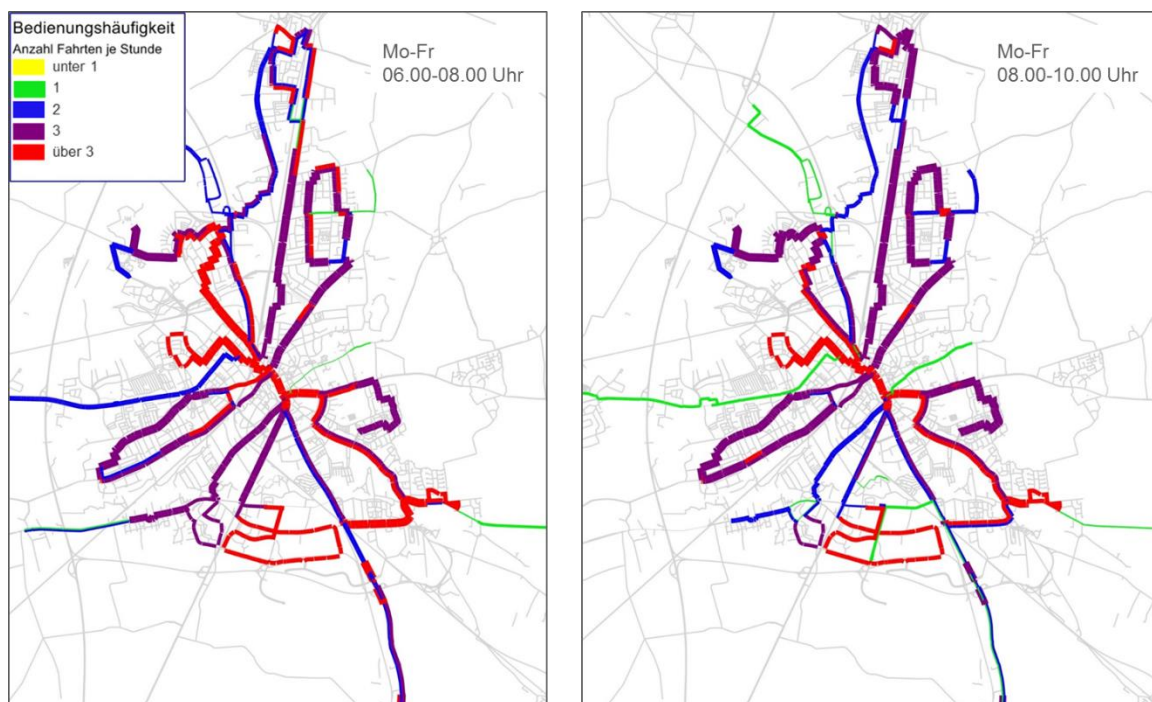 Bedienungshäufigkeit
Anzahl Fahrten je Stunde
unter 1
1
2
3
über 3
Mo-Fr
06.00-08.00 Uhr
Mo-Fr
08.00-10.00 Uhr